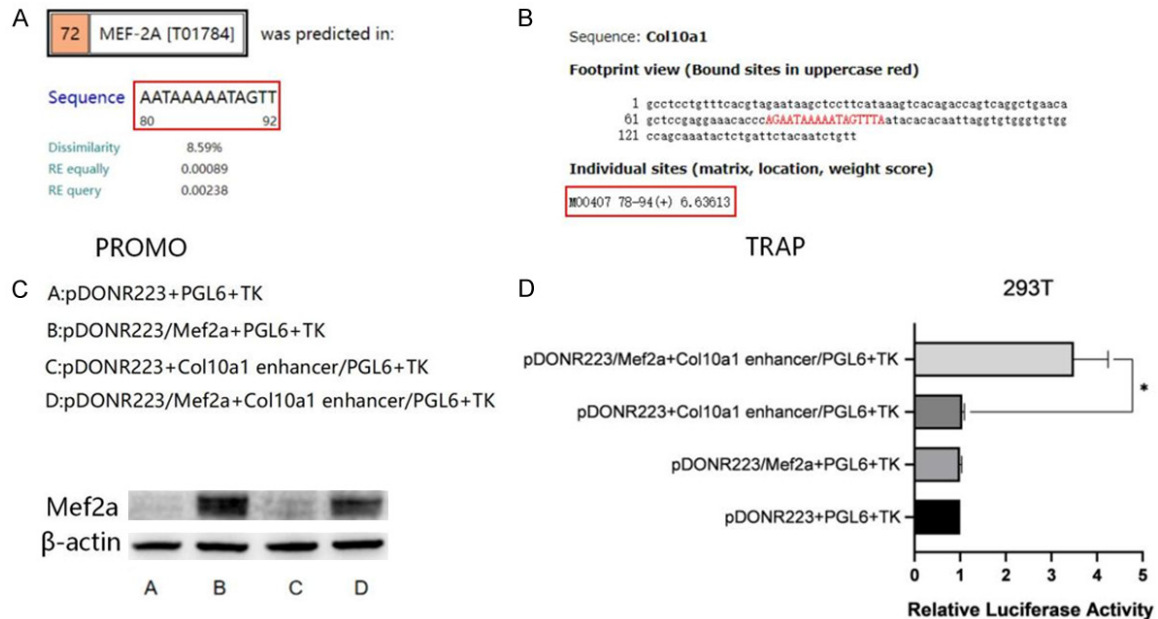 A
72 MEF-2A [T01784] was predicted in:
Sequence AATAAAAATAGTT
80 92
Dissimilarity 8.59%
RE equally 0.00089
RE query 0.00238
PROMO
B
Sequence: Col10a1
Footprint view (Bound sites in uppercase red)
1 gcctcctgtttcacgtagaataagctccttcataaagtcacagaccagtcaggctgaaca
61 gctccgaggaaacacccAGAATAAAAATAGTTTAatacacacaattaggtgtgggtgtgg
121 ccagcaaatactctgattctacaatctgtt
Individual sites (matrix, location, weight score)
M00407 78-94(+) 6.63613
TRAP
C
A:pDONR223+PGL6+TK
B:pDONR223/Mef2a+PGL6+TK
C:pDONR223+Col10a1 enhancer/PGL6+TK
D:pDONR223/Mef2a+Col10a1 enhancer/PGL6+TK
Mef2a
β-actin
A B C D
D
293T
pDONR223/Mef2a+Col10a1 enhancer/PGL6+TK
*
pDONR223+Col10a1 enhancer/PGL6+TK
pDONR223/Mef2a+PGL6+TK
pDONR223+PGL6+TK
0 1 2 3 4 5
Relative Luciferase Activity